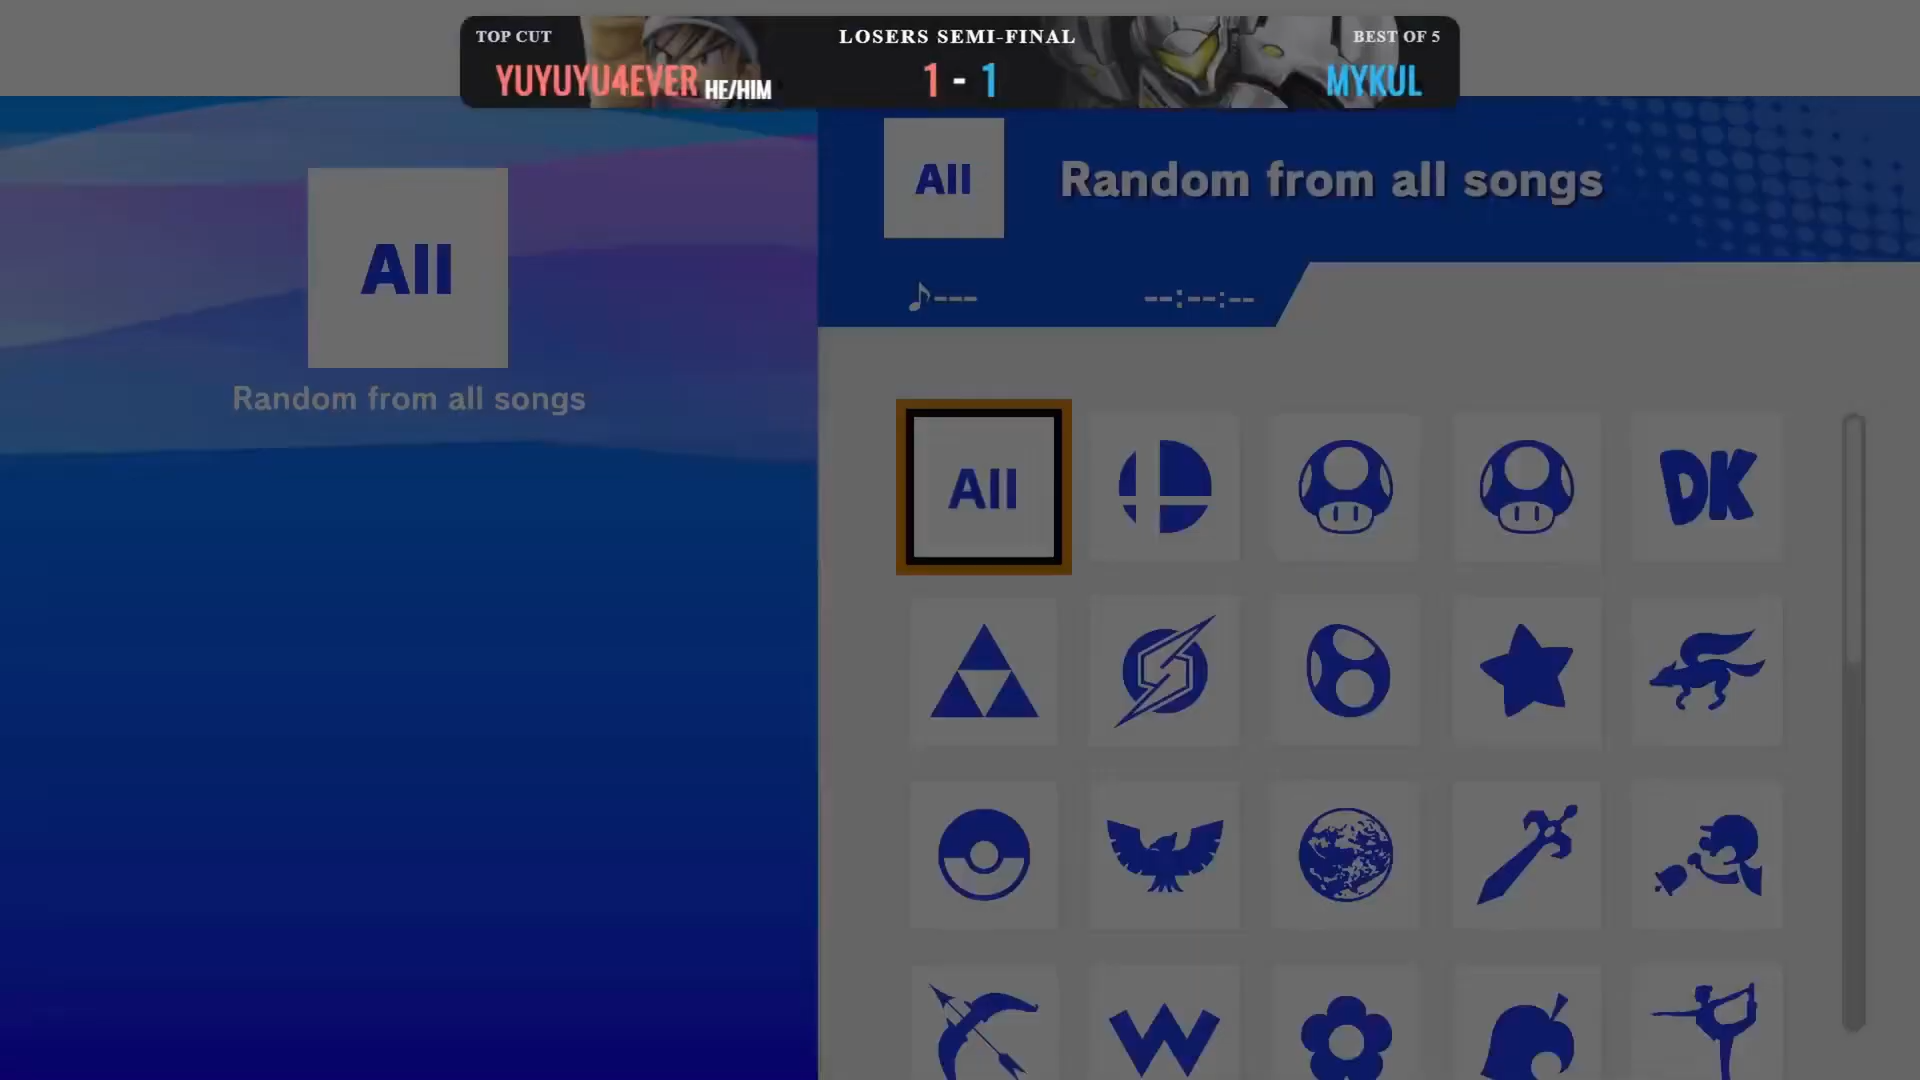 TOP CUT
LOSERS SEMI-FINAL
BEST OF 5
YUYUYU4EVER HE/HIM
1 - 1
MYKUL
All
Random from all songs
♪---
--:--:--
All
Random from all songs
All
DK
W